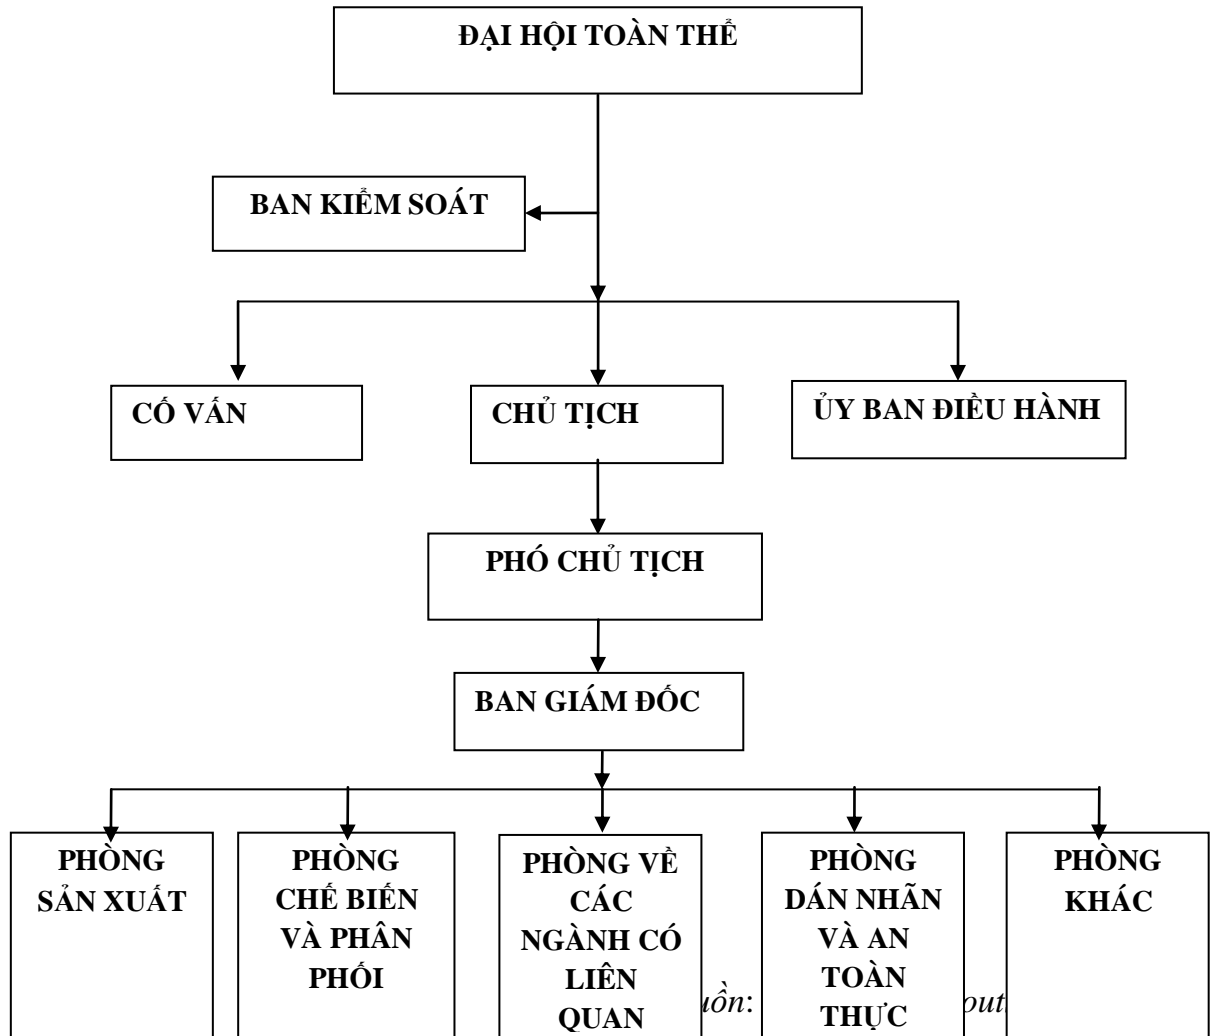 ĐẠI HỘI TOÀN THỂ
BAN KIỂM SOÁT
CỐ VẤN
CHỦ TỊCH
ỦY BAN ĐIỀU HÀNH
PHÓ CHỦ TỊCH
BAN GIÁM ĐỐC
PHÒNG
SẢN XUẤT
PHÒNG
CHẾ BIẾN
VÀ PHÂN
PHỐI
PHÒNG VỀ
CÁC
NGÀNH CÓ
LIÊN
QUAN
PHÒNG
DÁN NHÃN
VÀ AN
TOÀN
THỰC
PHÒNG
KHÁC